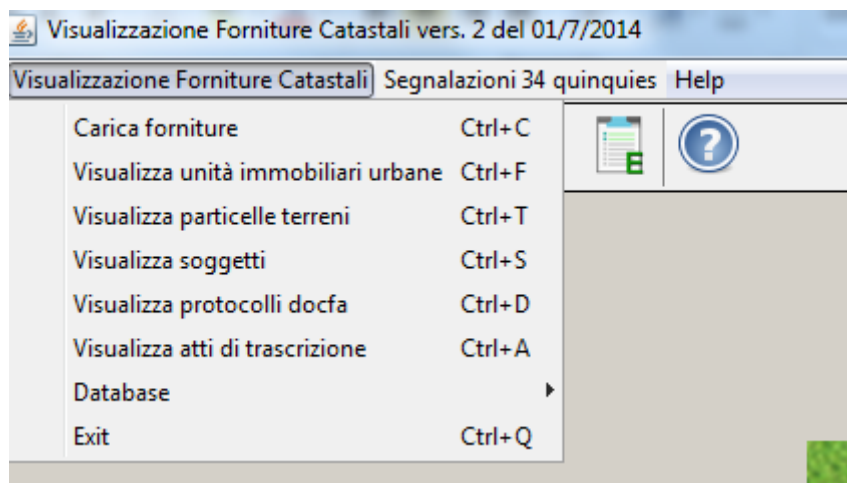 Visualizzazione Forniture Catastali vers. 2 del 01/7/2014
Visualizzazione Forniture Catastali Segnalazioni 34 quinquies Help
Carica forniture Ctrl+C
Visualizza unità immobiliari urbane Ctrl+F
Visualizza particelle terreni Ctrl+T
Visualizza soggetti Ctrl+S
Visualizza protocolli docfa Ctrl+D
Visualizza atti di trascrizione Ctrl+A
Database
Exit Ctrl+Q
E
?